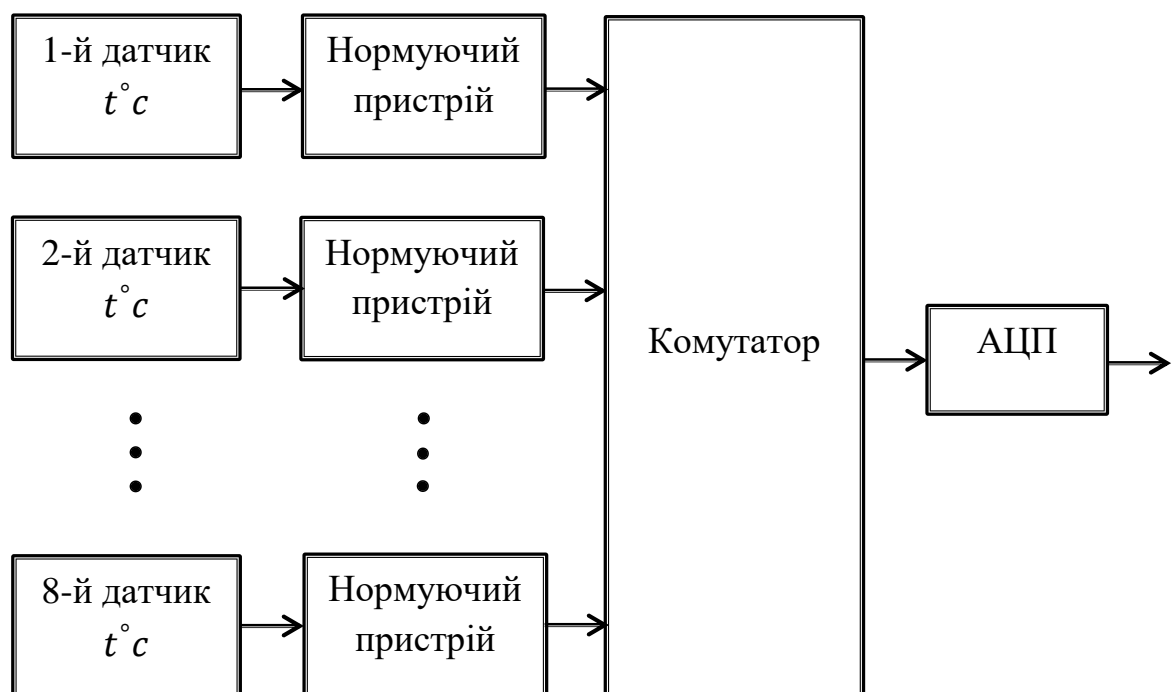 1-й датчик
t°c
Нормуючий
пристрій
2-й датчик
t°c
Нормуючий
пристрій
Комутатор
АЦП
8-й датчик
t°c
Нормуючий
пристрій